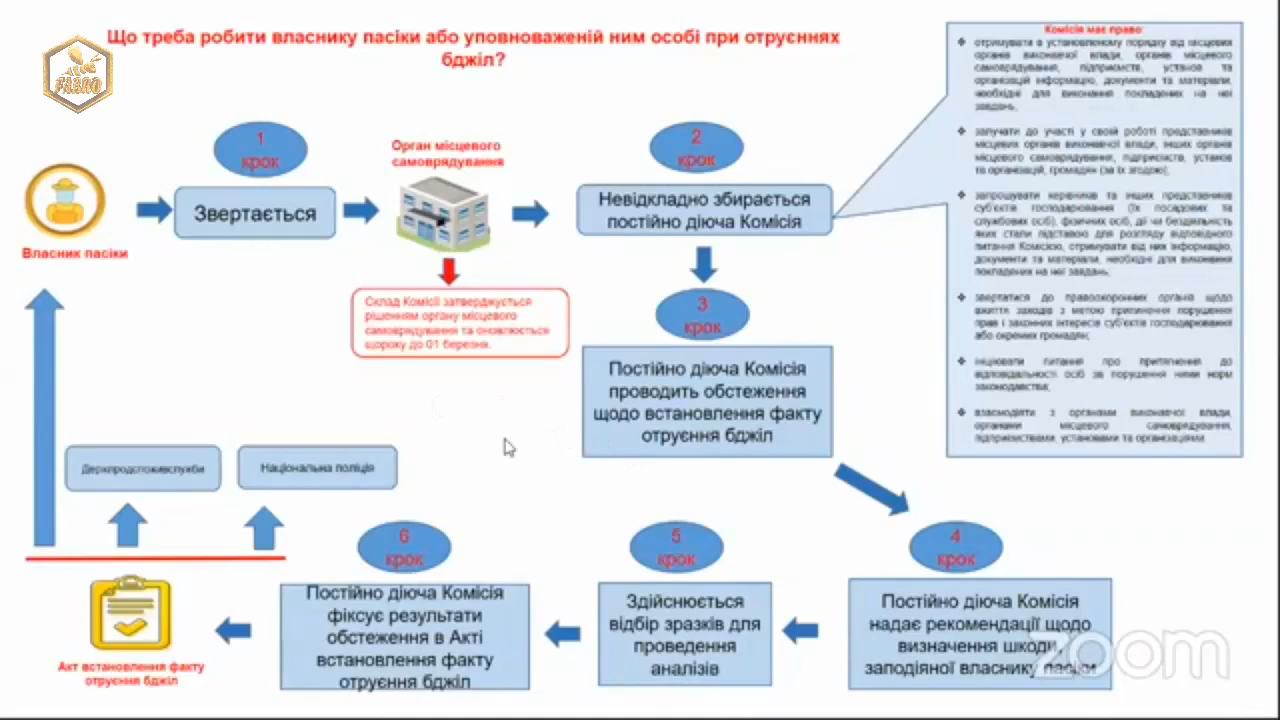 Що треба робити власнику пасіки або уповноваженій ним особі при отруєннях
бджіл?
FABRO
1
крок
Звертається
Власник пасіки
Орган місцевого
самоврядування
Склад Комісії затверджується
рішенням органу місцевого
самоврядування та оновлюється
щороку до 01 березня.
2
крок
Невідкладно збирається
постійно діюча Комісія
Комісія має право:
❖ отримувати в установленому порядку від місцевих
органів виконавчої влади, органів місцевого
самоврядування, підприємств, установ та
організацій інформацію, документи та матеріали,
необхідні для виконання покладених на неї
завдань;
❖ залучати до участі у своїй роботі представників
місцевих органів виконавчої влади, інших органів
місцевого самоврядування, підприємств, установ
та організацій, громадян (за їх згодою);
❖ запрошувати керівників та інших представників
суб'єктів господарювання (їх посадових та
службових осіб), фізичних осіб, дії чи бездіяльність
яких стали підставою для розгляду відповідного
питання Комісією, отримувати від них інформацію,
документи та матеріали, необхідні для виконання
покладених на неї завдань;
❖ звертатися до правоохоронних органів щодо
вжиття заходів з метою припинення порушення
прав і законних інтересів суб'єктів господарювання
або окремих громадян;
❖ ініціювати питання про притягнення до
відповідальності осіб за порушення ними норм
законодавства;
❖ взаємодіяти з органами виконавчої влади,
органами місцевого самоврядування,
підприємствами, установами та організаціями.
3
крок
Постійно діюча Комісія
проводить обстеження
щодо встановлення факту
отруєння бджіл
4
крок
Постійно діюча Комісія
надає рекомендації щодо
визначення шкоди,
заподіяної власнику пасіки
5
крок
Здійснюється
відбір зразків для
проведення
аналізів
6
крок
Постійно діюча Комісія
фіксує результати
обстеження в Акті
встановлення факту
отруєння бджіл
Акт встановлення факту
отруєння бджіл
Держпродспоживслужби
Національна поліція
zoom